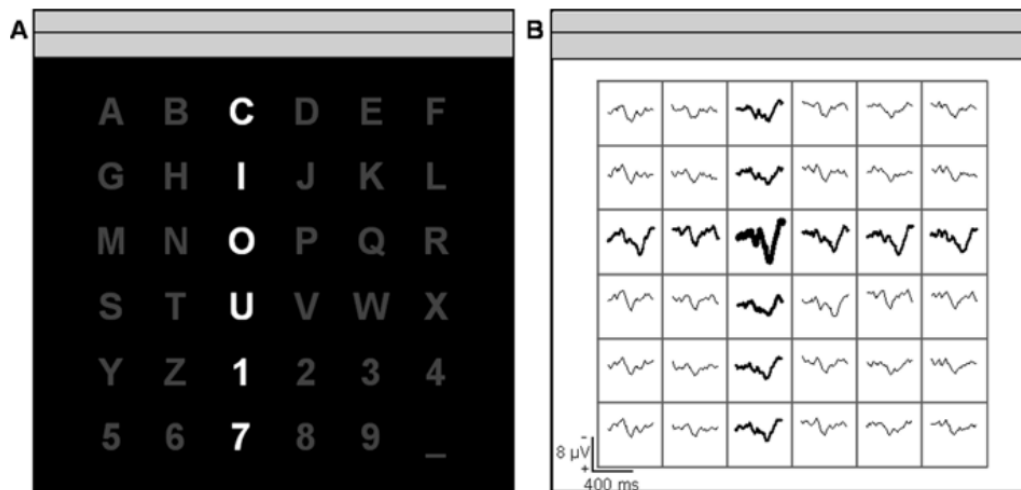 A
A B C D E F
G H I J K L
M N O P Q R
S T U V W X
Y Z 1 2 3 4
5 6 7 8 9 _
B
-
8 µV
+
400 ms